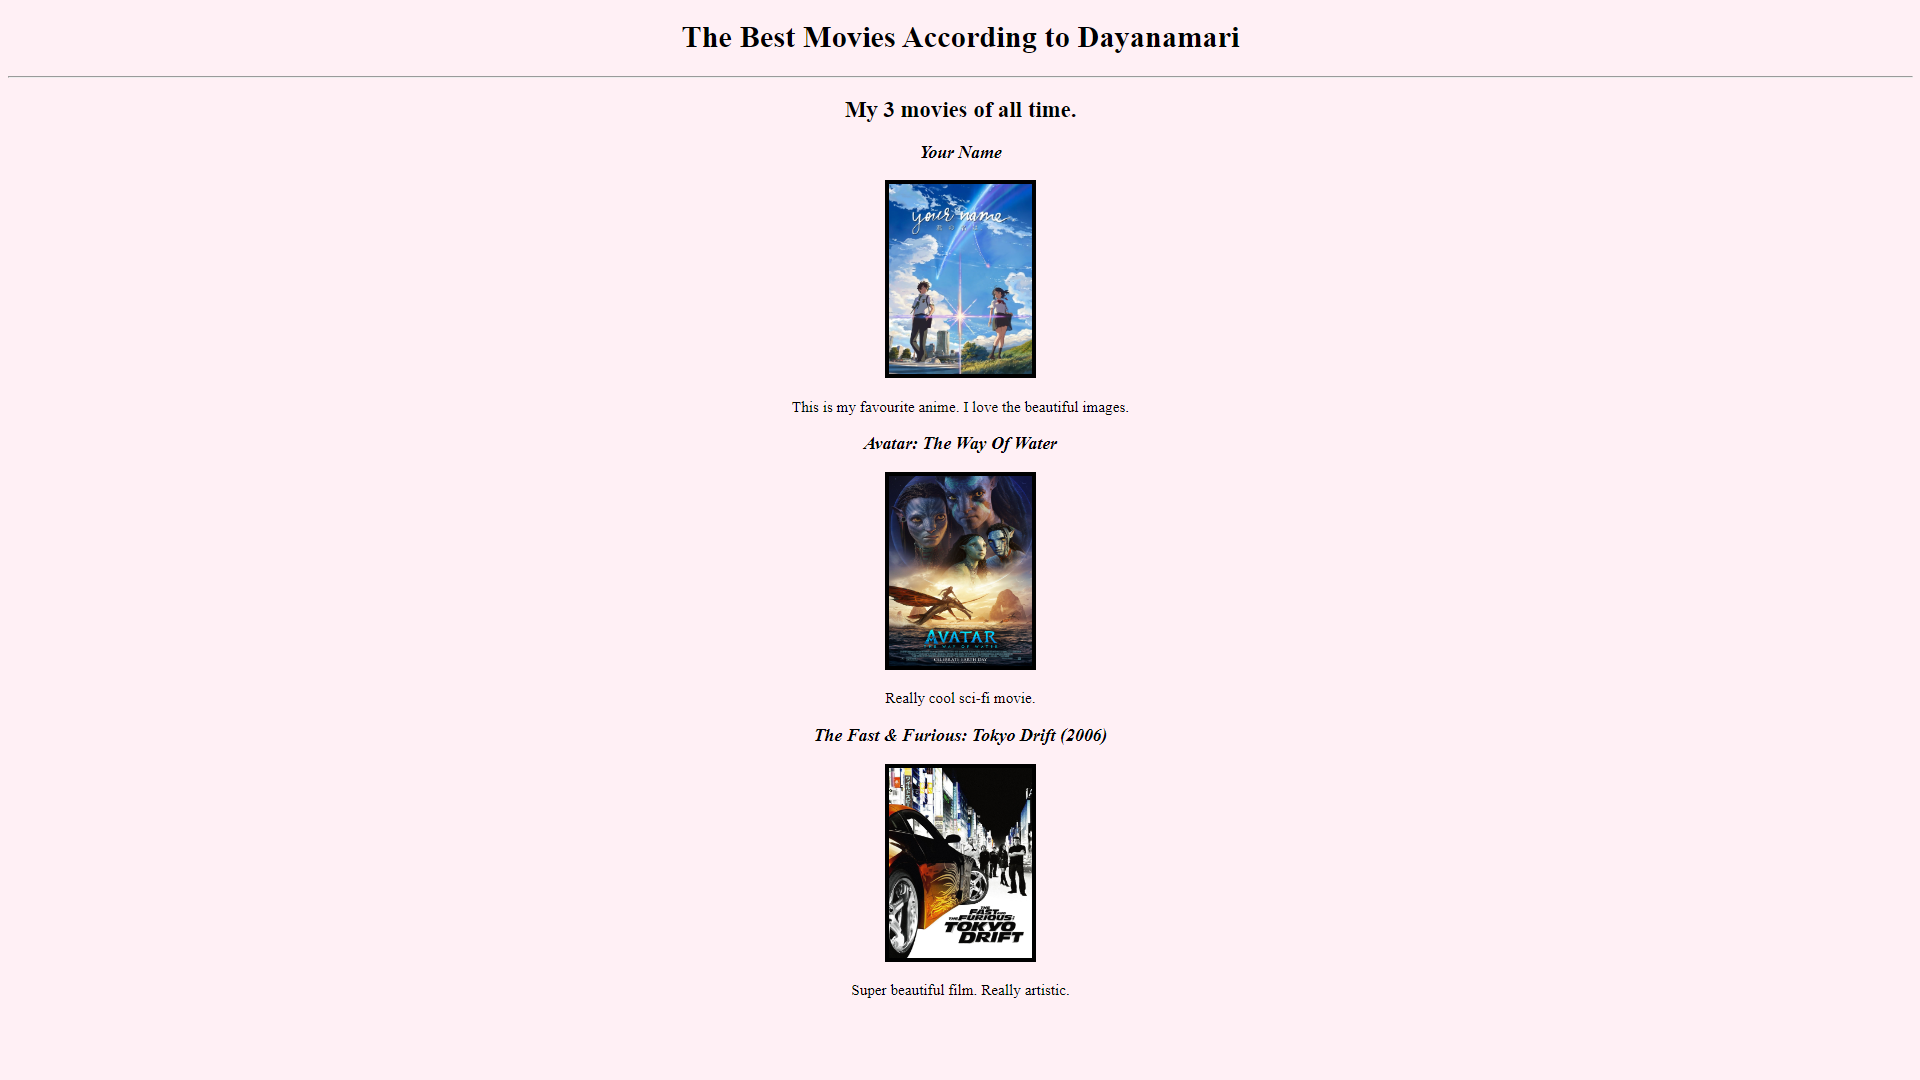 The Best Movies According to Dayanamari
My 3 movies of all time.
Your Name
your name
This is my favourite anime. I love the beautiful images.
Avatar: The Way Of Water
AVATAR
THE WAY OF WATER
CELEBRATE EARTH DAY
Really cool sci-fi movie.
The Fast & Furious: Tokyo Drift (2006)
THE
FAST AND
THE FURIOUS:
TOKYO
DRIFT
Super beautiful film. Really artistic.